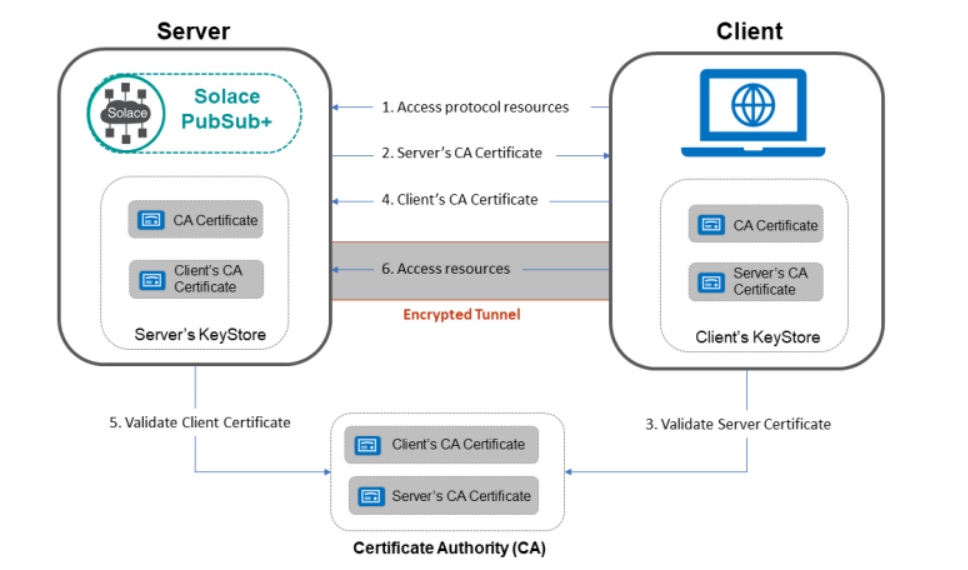 Server
Client
Solace
Solace
PubSub+
1. Access protocol resources
2. Server's CA Certificate
4. Client's CA Certificate
6. Access resources
Encrypted Tunnel
CA Certificate
Client's CA
Certificate
Server's KeyStore
CA Certificate
Server's CA
Certificate
Client's KeyStore
5. Validate Client Certificate
3. Validate Server Certificate
Client's CA Certificate
Server's CA Certificate
Certificate Authority (CA)